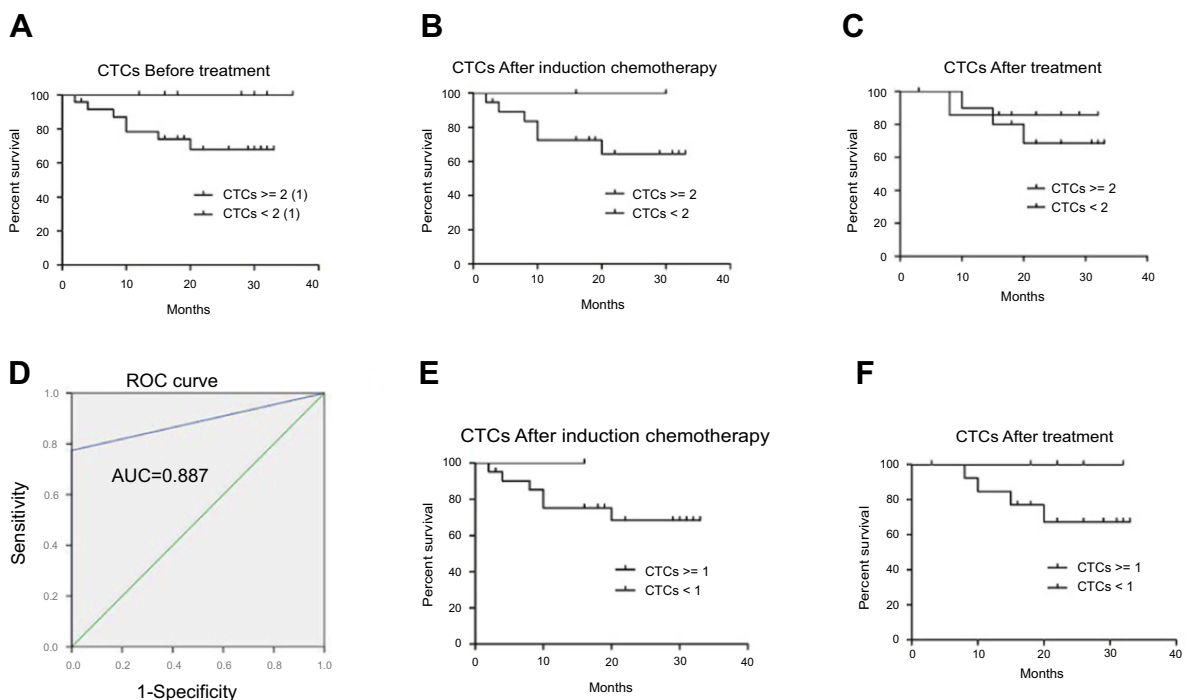 A
CTCs Before treatment
Percent survival
100
80
60
40
20
0
0 10 20 30 40
Months
CTCs >= 2 (1)
CTCs < 2 (1)
B
CTCs After induction chemotherapy
Percent survival
100
80
60
40
20
0
0 10 20 30 40
Months
CTCs >= 2
CTCs < 2
C
CTCs After treatment
Percent survival
100
80
60
40
20
0
0 10 20 30 40
Months
CTCs >= 2
CTCs < 2
D
ROC curve
Sensitivity
1.0
0.8
0.6
0.4
0.2
0.0
AUC=0.887
0.0 0.2 0.4 0.6 0.8 1.0
1-Specificity
E
CTCs After induction chemotherapy
Percent survival
100
80
60
40
20
0
0 10 20 30 40
Months
CTCs >= 1
CTCs < 1
F
CTCs After treatment
Percent survival
100
80
60
40
20
0
0 10 20 30 40
Months
CTCs >= 1
CTCs < 1